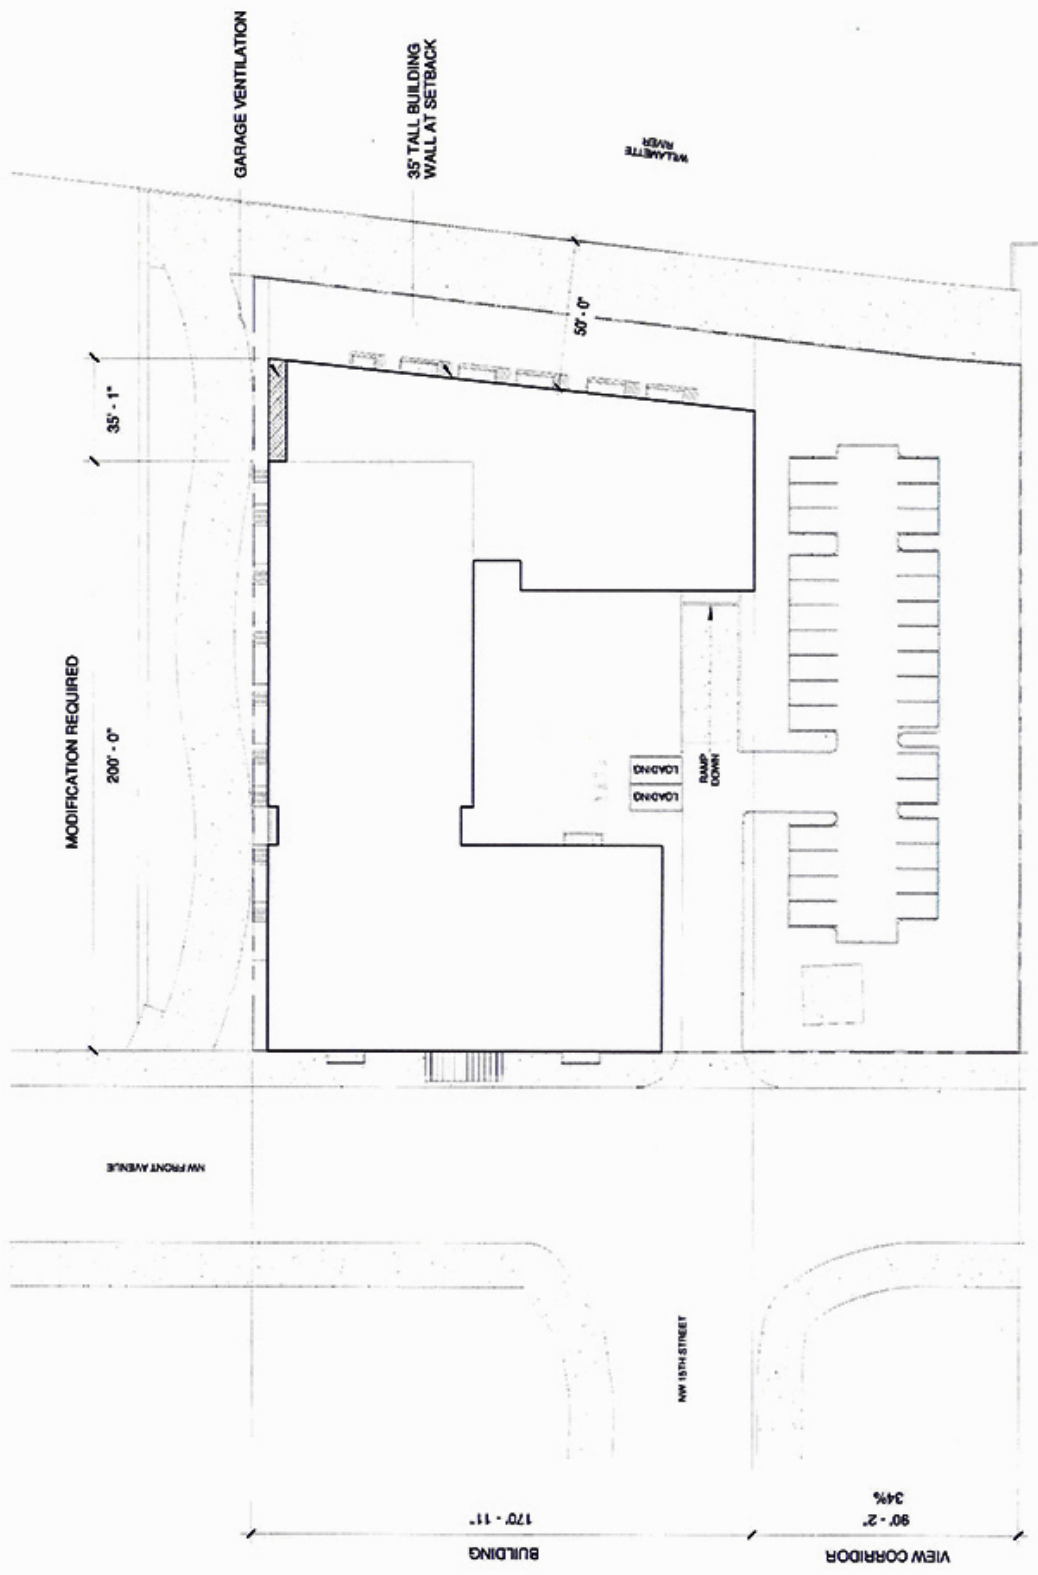 GARAGE VENTILATION
35' TALL BUILDING
WALL AT SETBACK
WILLAMETTE
RIVER
35' - 1"
50' - 0"
MODIFICATION REQUIRED
200' - 0"
LOADING
LOADING
RAMP
DOWN
NW FRONT AVENUE
NW 15TH STREET
BUILDING
170' - 11"
VIEW CORRIDOR
90' - 2"
34%